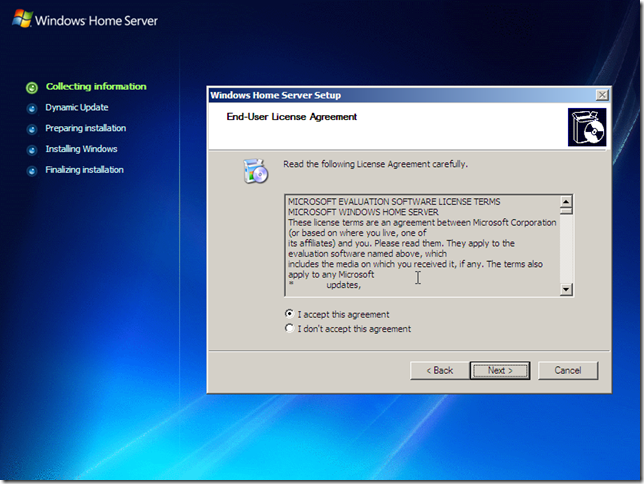 Windows Home Server
Collecting information
Dynamic Update
Preparing installation
Installing Windows
Finalizing installation
Windows Home Server Setup
End-User License Agreement
Read the following License Agreement carefully.
MICROSOFT EVALUATION SOFTWARE LICENSE TERMS
MICROSOFT WINDOWS HOME SERVER
These license terms are an agreement between Microsoft Corporation
(or based on where you live, one of
its affiliates) and you. Please read them. They apply to the
evaluation software named above, which
includes the media on which you received it, if any. The terms also
apply to any Microsoft
* updates,
I accept this agreement
I don't accept this agreement
< Back Next > Cancel